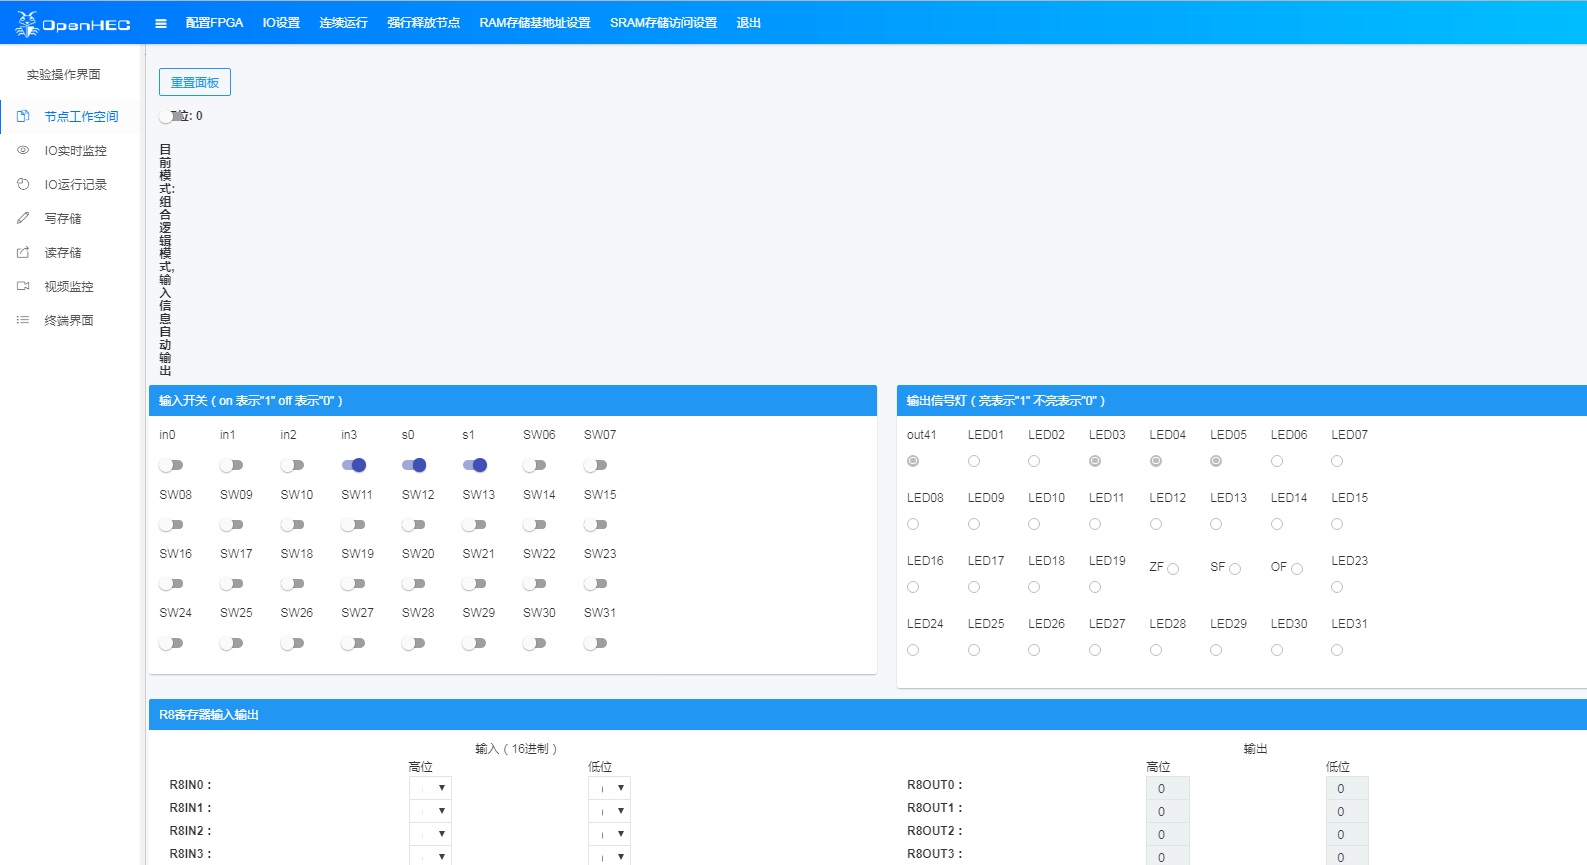 OpenHEC 配置FPGA IO设置 连续运行 强行释放节点 RAM存储基地址设置 SRAM存储访问设置 退出
实验操作界面
节点工作空间
IO实时监控
IO运行记录
写存储
读存储
视频监控
终端界面
重置面板
位: 0
目
前
模
式:
组
合
逻
辑
模
式,
输
入
信
息
自
动
输
出
输入开关 ( on 表示"1" off 表示"0" )
in0 in1 in2 in3 s0 s1 SW06 SW07
SW08 SW09 SW10 SW11 SW12 SW13 SW14 SW15
SW16 SW17 SW18 SW19 SW20 SW21 SW22 SW23
SW24 SW25 SW26 SW27 SW28 SW29 SW30 SW31
输出信号灯 ( 亮表示"1" 不亮表示"0" )
out41 LED01 LED02 LED03 LED04 LED05 LED06 LED07
LED08 LED09 LED10 LED11 LED12 LED13 LED14 LED15
LED16 LED17 LED18 LED19 ZF SF OF LED23
LED24 LED25 LED26 LED27 LED28 LED29 LED30 LED31
R8寄存器输入输出
输入 ( 16进制 )
高位 低位
R8IN0 :
R8IN1 :
R8IN2 :
R8IN3 :
输出
高位 低位
R8OUT0 : 0 0
R8OUT1 : 0 0
R8OUT2 : 0 0
R8OUT3 : 0 0